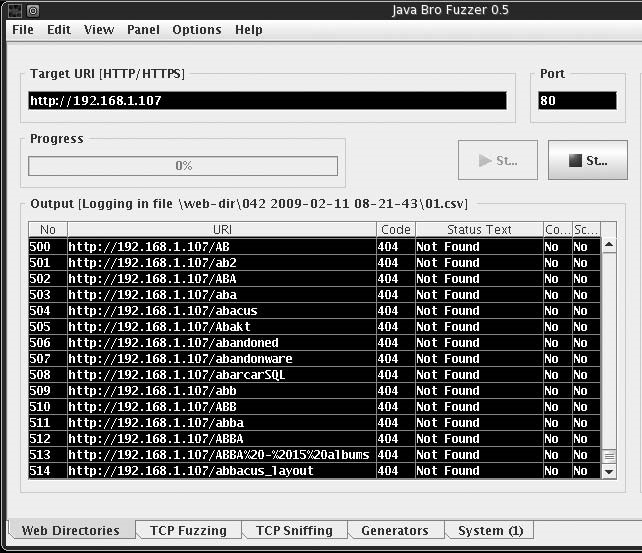 Java Bro Fuzzer 0.5
File Edit View Panel Options Help
Target URI [HTTP/HTTPS] Port
http://192.168.1.107 80
Progress
0% St... St...
Output [Logging in file \web-dir\042 2009-02-11 08-21-43\01.csv]
No URI Code Status Text Co... Sc...
500 http://192.168.1.107/AB 404 Not Found No No
501 http://192.168.1.107/ab2 404 Not Found No No
502 http://192.168.1.107/ABA 404 Not Found No No
503 http://192.168.1.107/aba 404 Not Found No No
504 http://192.168.1.107/abacus 404 Not Found No No
505 http://192.168.1.107/Abakt 404 Not Found No No
506 http://192.168.1.107/abandoned 404 Not Found No No
507 http://192.168.1.107/abandonware 404 Not Found No No
508 http://192.168.1.107/abarcarSQL 404 Not Found No No
509 http://192.168.1.107/abb 404 Not Found No No
510 http://192.168.1.107/ABB 404 Not Found No No
511 http://192.168.1.107/abba 404 Not Found No No
512 http://192.168.1.107/ABBA 404 Not Found No No
513 http://192.168.1.107/ABBA%20-%2015%20albums 404 Not Found No No
514 http://192.168.1.107/abbacus_layout 404 Not Found No No
Web Directories TCP Fuzzing TCP Sniffing Generators System (1)